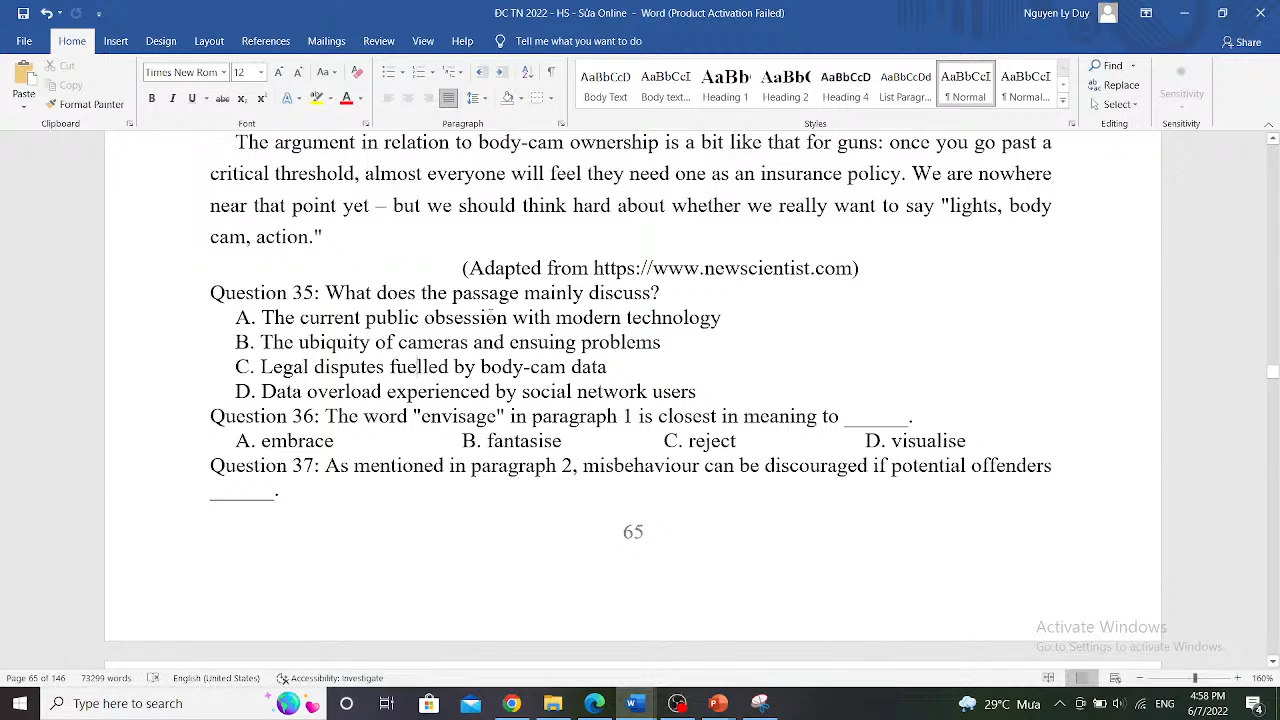 DC TN 2022 - HS - Sửa Online - Word (Product Activation Failed)
Nguyen Ly Duy
File Home Insert Design Layout References Mailings Review View Help Tell me what you want to do Share
Paste Cut Copy Format Painter Clipboard
Times New Rom 12 Aa B I U abc x₂ x² A A Font
Paragraph
AaBbCcD Body Text AaBbCcI Body text... AaBb Heading 1 AaBb( Heading 2 AaBbCcD Heading 4 AaBbCcDd List Paragr... AaBbCcI ¶ Normal AaBbCcI ¶ Normal... Styles
Find Replace Select Editing
Sensitivity Sensitivity
The argument in relation to body-cam ownership is a bit like that for guns: once you go past a
critical threshold, almost everyone will feel they need one as an insurance policy. We are nowhere
near that point yet – but we should think hard about whether we really want to say "lights, body
cam, action."
(Adapted from https://www.newscientist.com)
Question 35: What does the passage mainly discuss?
A. The current public obsession with modern technology
B. The ubiquity of cameras and ensuing problems
C. Legal disputes fuelled by body-cam data
D. Data overload experienced by social network users
Question 36: The word "envisage" in paragraph 1 is closest in meaning to ______.
A. embrace B. fantasise C. reject D. visualise
Question 37: As mentioned in paragraph 2, misbehaviour can be discouraged if potential offenders
______.
65
Activate Windows
Go to Settings to activate Windows.
Page 65 of 146 73299 words English (United States) Accessibility: Investigate 160%
Type here to search 29°C Mưa ENG 4:58 PM
6/7/2022